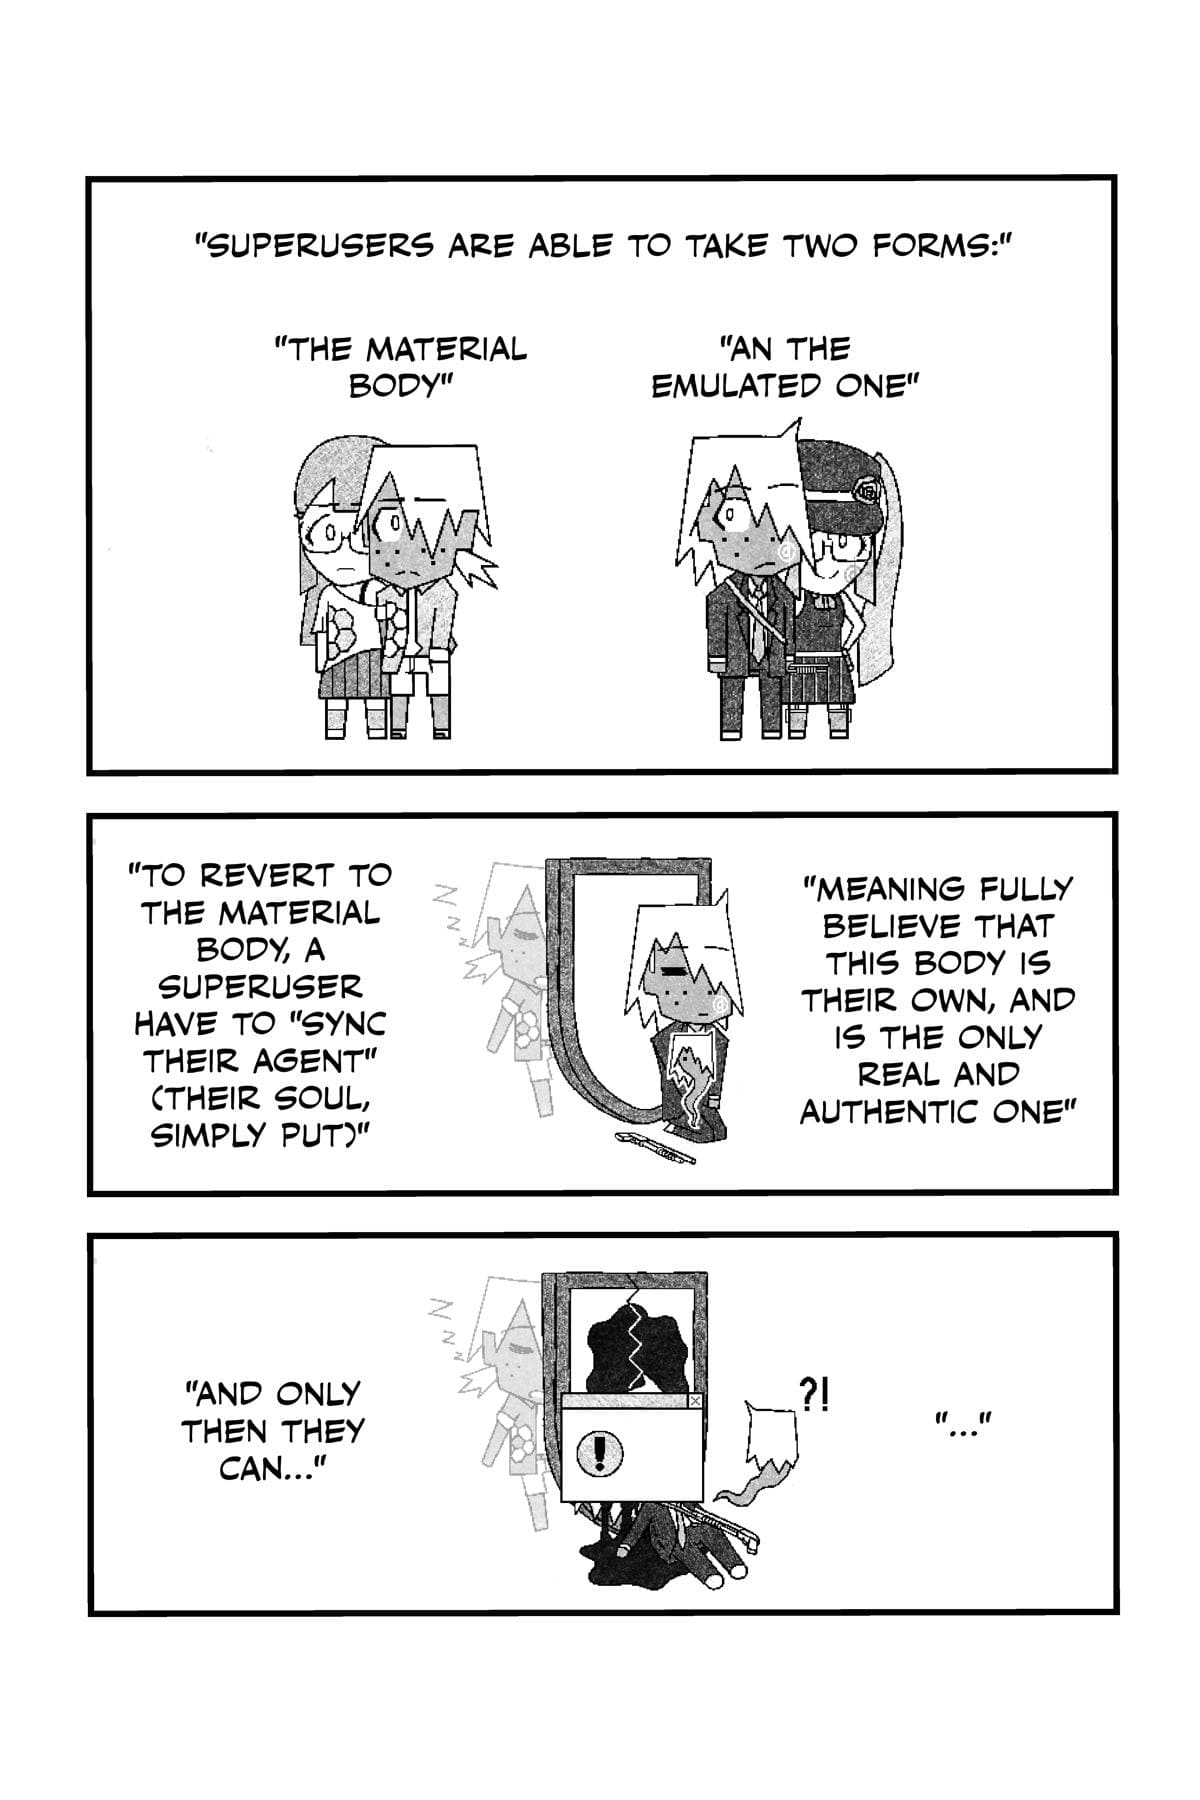 "SUPERUSERS ARE ABLE TO TAKE TWO FORMS:"
"THE MATERIAL
BODY"
"AN THE
EMULATED ONE"
@
@
"TO REVERT TO
THE MATERIAL
BODY, A
SUPERUSER
HAVE TO "SYNC
THEIR AGENT"
(THEIR SOUL,
SIMPLY PUT)"
Z
Z
Z
Z
@
"MEANING FULLY
BELIEVE THAT
THIS BODY IS
THEIR OWN, AND
IS THE ONLY
REAL AND
AUTHENTIC ONE"
"AND ONLY
THEN THEY
CAN..."
Z
Z
Z
Z
!
?!
"..."